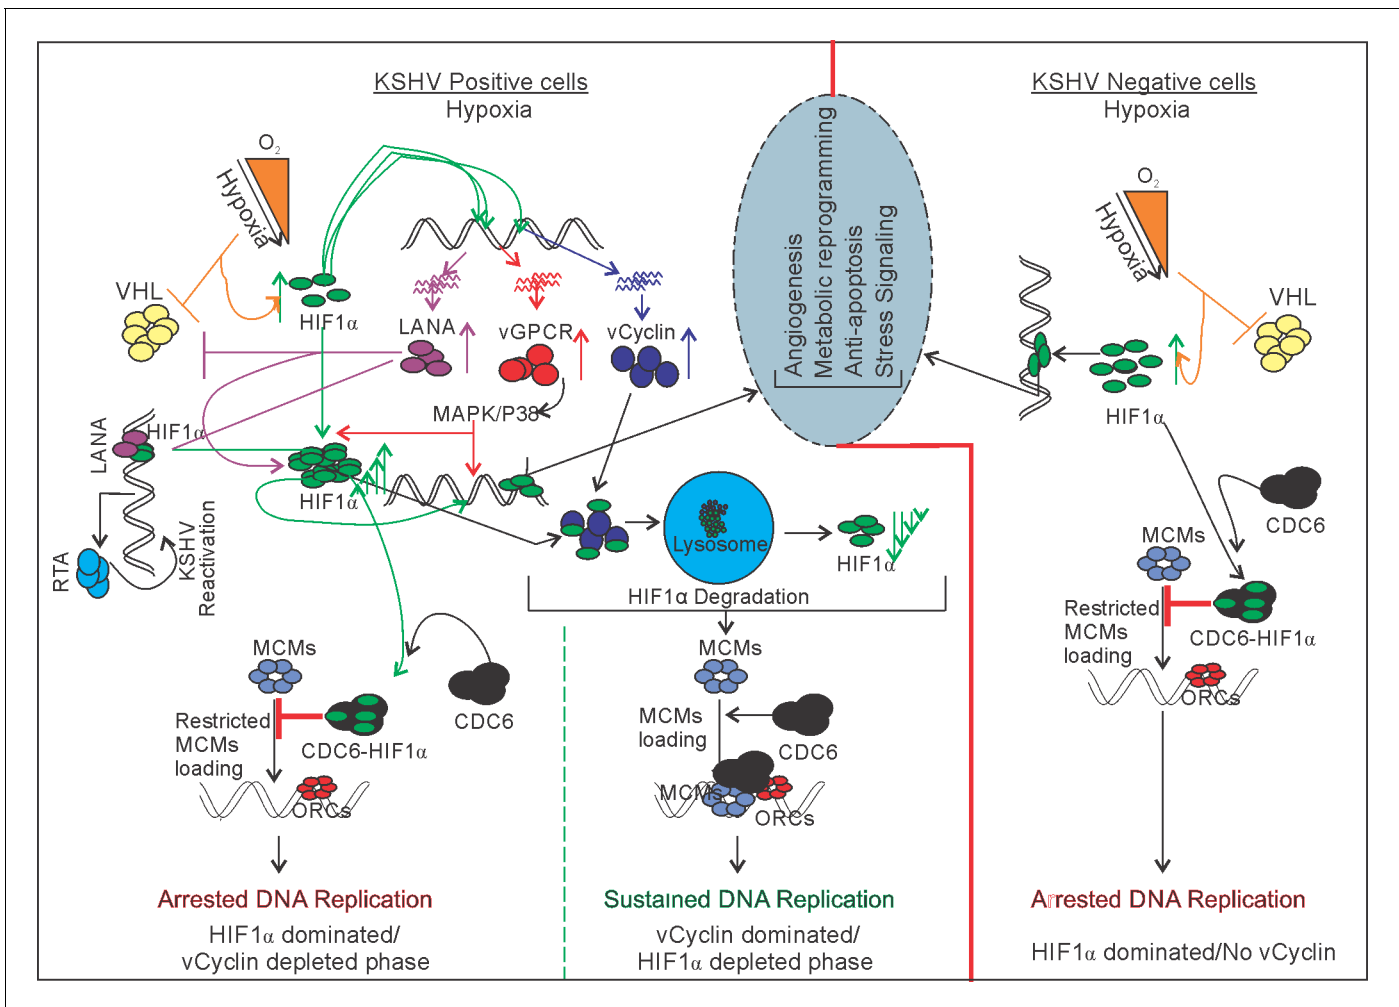 KSHV Positive cells
Hypoxia
O2
Hypoxia
VHL
HIF1α
LANA
vGPCR
vCyclin
MAPK/P38
LANA
HIF1α
HIF1α
RTA
KSHV
Reactivation
Lysosome
HIF1α
HIF1α Degradation
MCMs
Restricted
MCMs
loading
CDC6-HIF1α
CDC6
ORCs
Arrested DNA Replication
HIF1α dominated/
vCyclin depleted phase
MCMs
MCMs
loading
CDC6
MCMs
ORCs
Sustained DNA Replication
vCyclin dominated/
HIF1α depleted phase
Angiogenesis
Metabolic reprogramming
Anti-apoptosis
Stress Signaling
KSHV Negative cells
Hypoxia
O2
Hypoxia
VHL
HIF1α
CDC6
MCMs
Restricted
MCMs
loading
CDC6-HIF1α
ORCs
Arrested DNA Replication
HIF1α dominated/No vCyclin